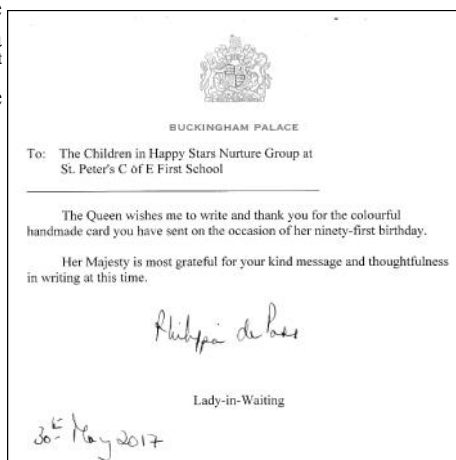 BUCKINGHAM PALACE
To: The Children in Happy Stars Nurture Group at
St. Peter's C of E First School
The Queen wishes me to write and thank you for the colourful
handmade card you have sent on the occasion of her ninety-first birthday.
Her Majesty is most grateful for your kind message and thoughtfulness
in writing at this time.
Philippa de Pass
Lady-in-Waiting
30th May 2017